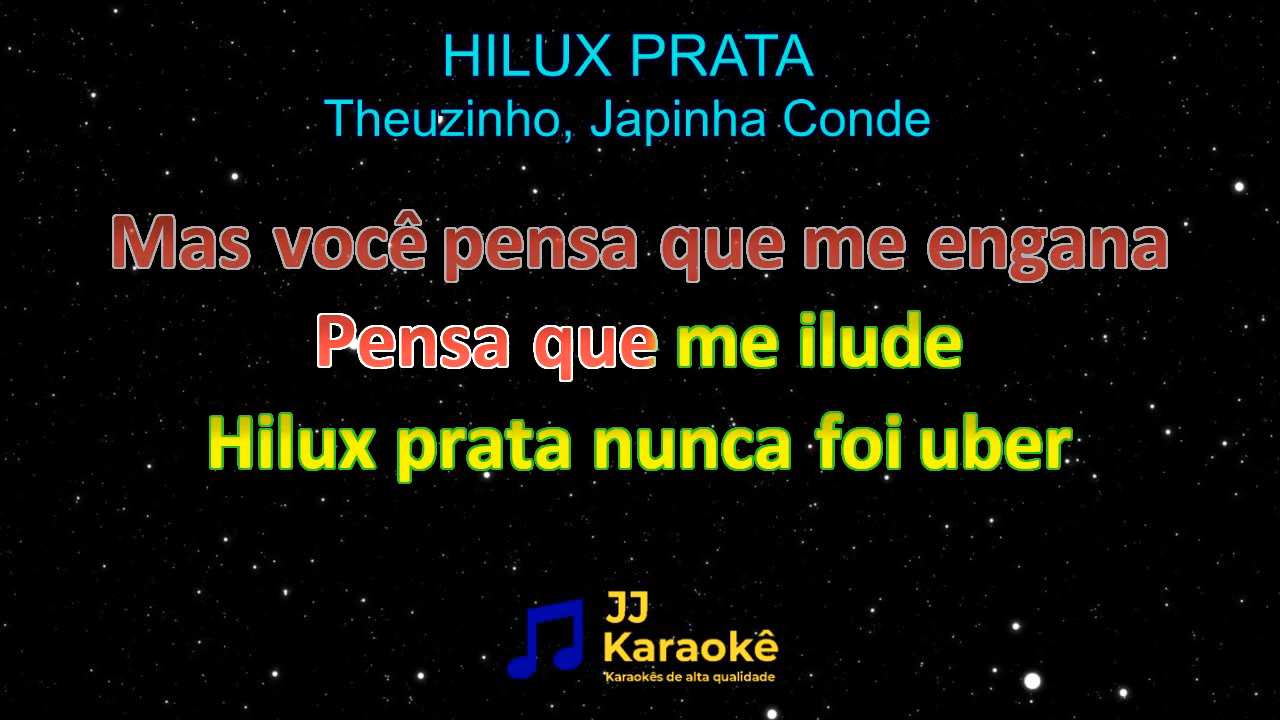 HILUX PRATA
Theuzinho, Japinha Conde
Mas você pensa que me engana
Pensa que me ilude
Hilux prata nunca foi uber
JJ
Karaokê
Karaokês de alta qualidade